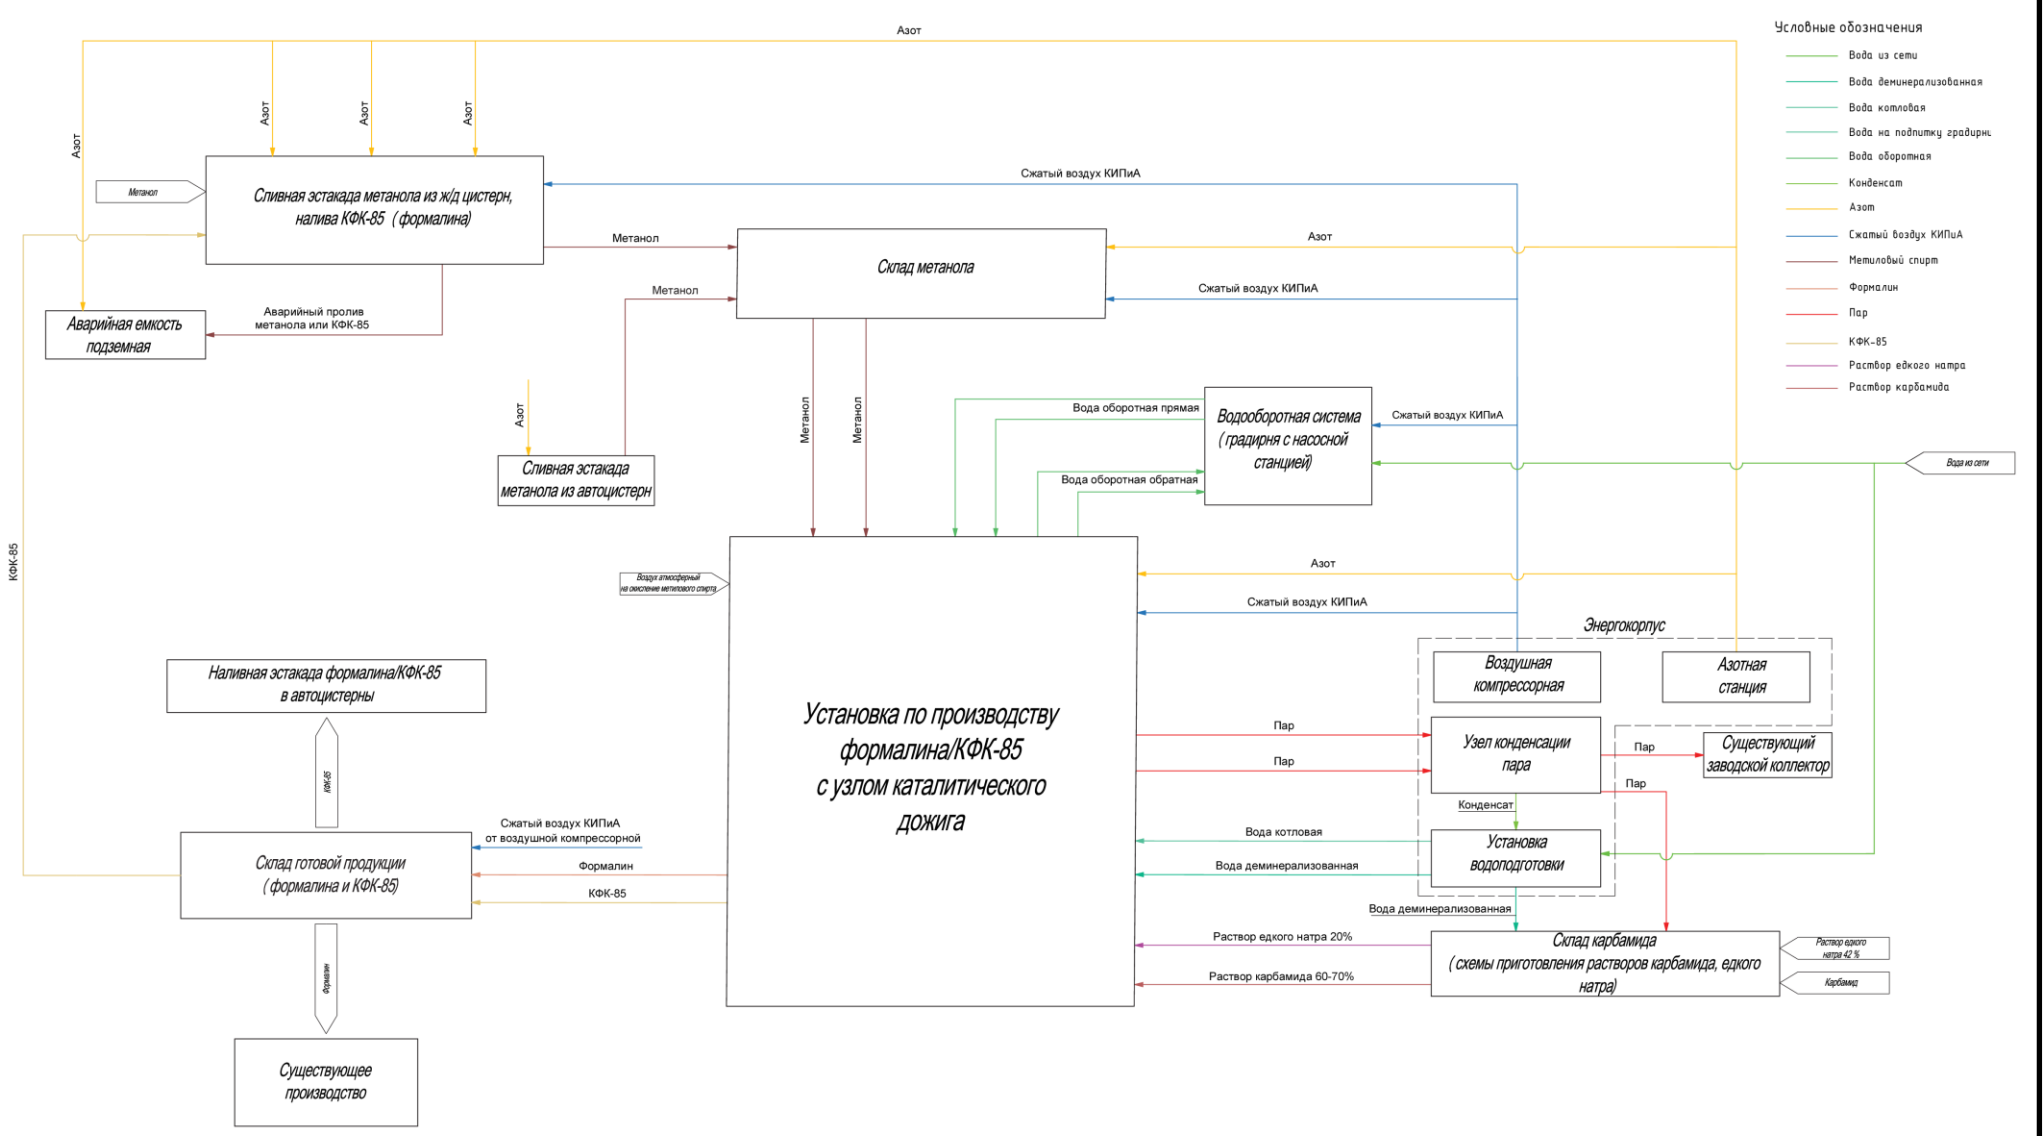 Азот
Условные обозначения
Вода из сети
Вода деминерализованная
Вода котловая
Вода на подпитку градирнь
Вода оборотная
Конденсат
Азот
Сжатый воздух КИПиА
Метиловый спирт
Формалин
Пар
КФК-85
Раствор едкого натра
Раствор карбамида
Азот
Азот
Азот
Азот
Метанол
Сливная эстакада метанола из ж/д цистерн,
налива КФК-85 (формалина)
Сжатый воздух КИПиА
Метанол
Азот
Склад метанола
Метанол
Сжатый воздух КИПиА
Аварийный пролив
метанола или КФК-85
Аварийная емкость
подземная
Азот
Метанол
Метанол
Вода оборотная прямая
Водооборотная система
(градирня с насосной
станцией)
Сжатый воздух КИПиА
Сливная эстакада
метанола из автоцистерн
Вода оборотная обратная
Вода из сети
КФК-85
Воздух атмосферный
на окисление метилового спирта
Азот
Сжатый воздух КИПиА
Энергокорпус
Воздушная
компрессорная
Азотная
станция
Наливная эстакада формалина/КФК-85
в автоцистерны
Установка по производству
формалина/КФК-85
с узлом каталитического
дожига
Пар
Пар
Узел конденсации
пара
Пар
Существующий
заводской коллектор
Пар
КФК-85
Конденсат
Сжатый воздух КИПиА
от воздушной компрессорной
Вода котловая
Установка
водоподготовки
Склад готовой продукции
(формалина и КФК-85)
Формалин
Вода деминерализованная
КФК-85
Вода деминерализованная
Раствор едкого натра 20%
Склад карбамида
(схемы приготовления растворов карбамида, едкого
натра)
Раствор едкого
натра 42 %
Раствор карбамида 60-70%
Карбамид
Формалин
Существующее
производство